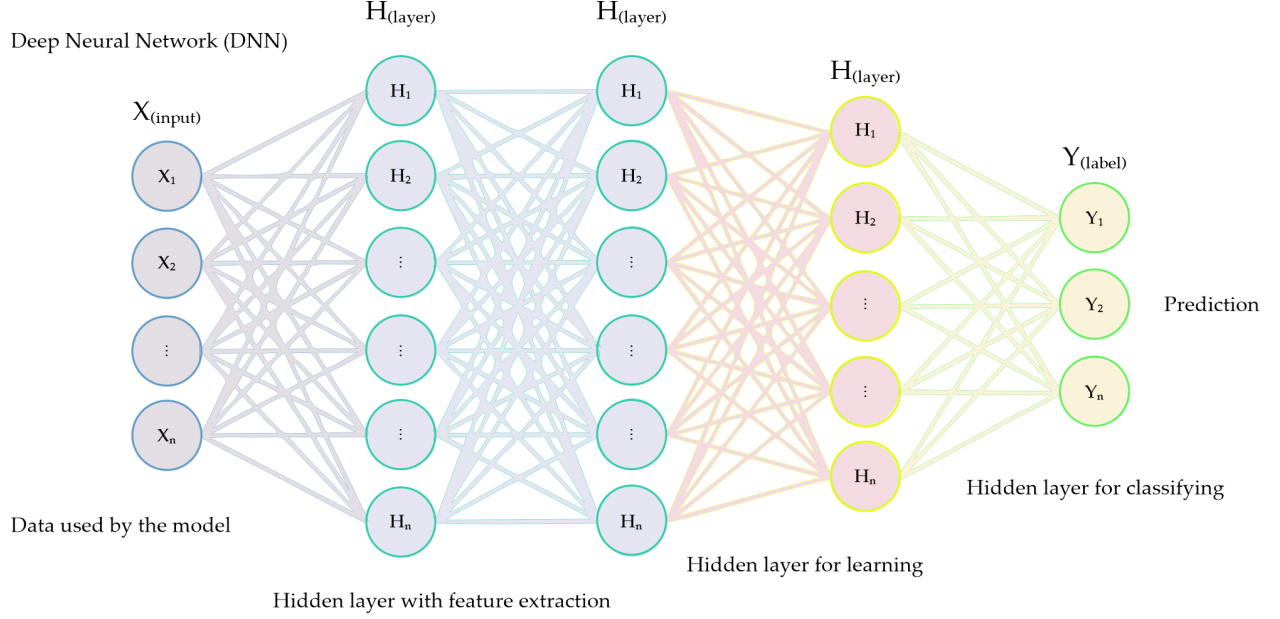 Deep Neural Network (DNN)
X(input)
X₁
X₂
⋮
Xₙ
Data used by the model
H(layer)
H₁
H₂
⋮
⋮
⋮
Hₙ
Hidden layer with feature extraction
H(layer)
H₁
H₂
⋮
⋮
⋮
Hₙ
Hidden layer for learning
H(layer)
H₁
H₂
⋮
⋮
Hₙ
Hidden layer for classifying
Y(label)
Y₁
Y₂
Yₙ
Prediction